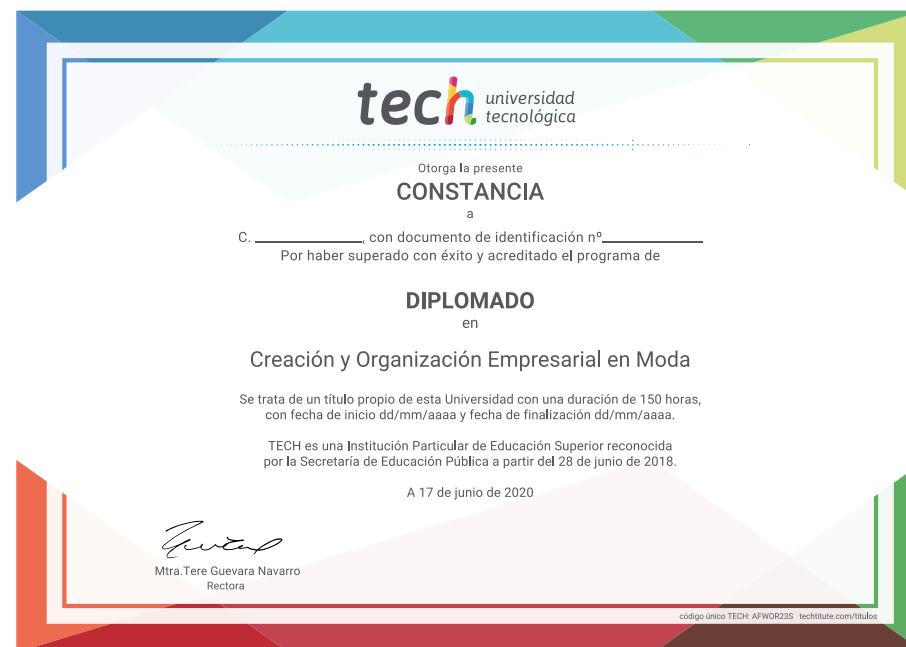 tech universidad
tecnológica
Otorga la presente
CONSTANCIA
a
C. ____________, con documento de identificación nº____________
Por haber superado con éxito y acreditado el programa de
DIPLOMADO
en
Creación y Organización Empresarial en Moda
Se trata de un título propio de esta Universidad con una duración de 150 horas,
con fecha de inicio dd/mm/aaaa y fecha de finalización dd/mm/aaaa.
TECH es una Institución Particular de Educación Superior reconocida
por la Secretaría de Educación Pública a partir del 28 de junio de 2018.
A 17 de junio de 2020
Mtra.Tere Guevara Navarro
Rectora
código único TECH: AFWOR23S techtitute.com/titulos